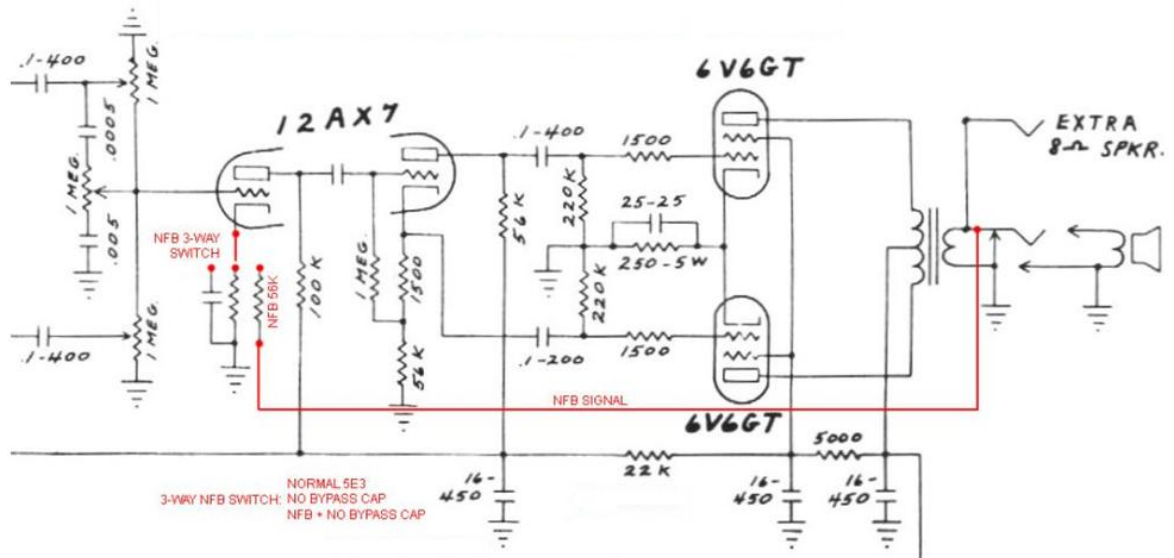 .1-400
1 MEG.
.0005
1 MEG.
.005
.1-400
1 MEG
12AX7
NFB 3-WAY
SWITCH
NFB 56K
100K
1 MEG.
1500
56K
56K
.1-400
220K
220K
.1-200
1500
25-25
250-5W
1500
6V6GT
6V6GT
EXTRA
8-Ω SPKR.
NFB SIGNAL
22K
5000
16-
450
16-
450
16-
450
NORMAL 5E3
3-WAY NFB SWITCH: NO BYPASS CAP
NFB + NO BYPASS CAP